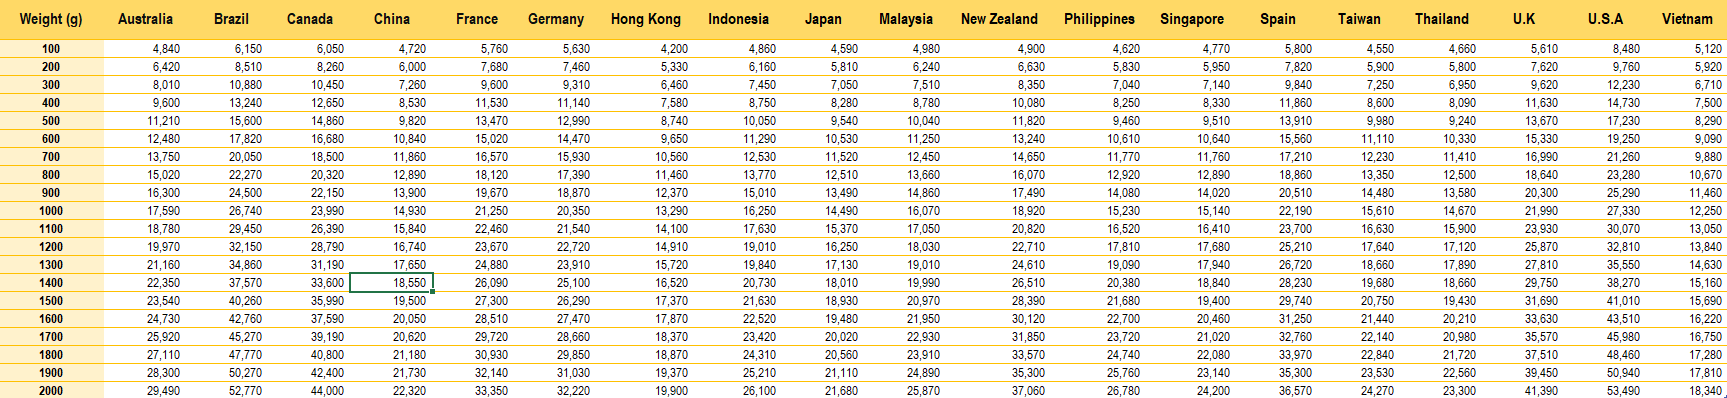 Weight (g) Australia Brazil Canada China France Germany Hong Kong Indonesia Japan Malaysia New Zealand Philippines Singapore Spain Taiwan Thailand U.K U.S.A Vietnam
100 4,840 6,150 6,050 4,720 5,760 5,630 4,200 4,860 4,590 4,980 4,900 4,620 4,770 5,800 4,550 4,660 5,610 8,480 5,120
200 6,420 8,510 8,260 6,000 7,680 7,460 5,330 6,160 5,810 6,240 6,630 5,830 5,950 7,820 5,900 5,800 7,620 9,760 5,920
300 8,010 10,880 10,450 7,260 9,600 9,310 6,460 7,450 7,050 7,510 8,350 7,040 7,140 9,840 7,250 6,950 9,620 12,230 6,710
400 9,600 13,240 12,650 8,530 11,530 11,140 7,580 8,750 8,280 8,780 10,080 8,250 8,330 11,860 8,600 8,090 11,630 14,730 7,500
500 11,210 15,600 14,860 9,820 13,470 12,990 8,740 10,050 9,540 10,040 11,820 9,460 9,510 13,910 9,980 9,240 13,670 17,230 8,290
600 12,480 17,820 16,680 10,840 15,020 14,470 9,650 11,290 10,530 11,250 13,240 10,610 10,640 15,560 11,110 10,330 15,330 19,250 9,090
700 13,750 20,050 18,500 11,860 16,570 15,930 10,560 12,530 11,520 12,450 14,650 11,770 11,760 17,210 12,230 11,410 16,990 21,260 9,880
800 15,020 22,270 20,320 12,890 18,120 17,390 11,460 13,770 12,510 13,660 16,070 12,920 12,890 18,860 13,350 12,500 18,640 23,280 10,670
900 16,300 24,500 22,150 13,900 19,670 18,870 12,370 15,010 13,490 14,860 17,490 14,080 14,020 20,510 14,480 13,580 20,300 25,290 11,460
1000 17,590 26,740 23,990 14,930 21,250 20,350 13,290 16,250 14,490 16,070 18,920 15,230 15,140 22,190 15,610 14,670 21,990 27,330 12,250
1100 18,780 29,450 26,390 15,840 22,460 21,540 14,100 17,630 15,370 17,050 20,820 16,520 16,410 23,700 16,630 15,900 23,930 30,070 13,050
1200 19,970 32,150 28,790 16,740 23,670 22,720 14,910 19,010 16,250 18,030 22,710 17,810 17,680 25,210 17,640 17,120 25,870 32,810 13,840
1300 21,160 34,860 31,190 17,650 24,880 23,910 15,720 19,840 17,130 19,010 24,610 19,090 17,940 26,720 18,660 17,890 27,810 35,550 14,630
1400 22,350 37,570 33,600 18,550 26,090 25,100 16,520 20,730 18,010 19,990 26,510 20,380 18,840 28,230 19,680 18,660 29,750 38,270 15,160
1500 23,540 40,260 35,990 19,500 27,300 26,290 17,370 21,630 18,930 20,970 28,390 21,680 19,400 29,740 20,750 19,430 31,690 41,010 15,690
1600 24,730 42,760 37,590 20,050 28,510 27,470 17,870 22,520 19,480 21,950 30,120 22,700 20,460 31,250 21,440 20,210 33,630 43,510 16,220
1700 25,920 45,270 39,190 20,620 29,720 28,660 18,370 23,420 20,020 22,930 31,850 23,720 21,020 32,760 22,140 20,980 35,570 45,980 16,750
1800 27,110 47,770 40,800 21,180 30,930 29,850 18,870 24,310 20,560 23,910 33,570 24,740 22,080 33,970 22,840 21,720 37,510 48,460 17,280
1900 28,300 50,270 42,400 21,730 32,140 31,030 19,370 25,210 21,110 24,890 35,300 25,760 23,140 35,300 23,530 22,560 39,450 50,940 17,810
2000 29,490 52,770 44,000 22,320 33,350 32,220 19,900 26,100 21,680 25,870 37,060 26,780 24,200 36,570 24,270 23,300 41,390 53,490 18,340